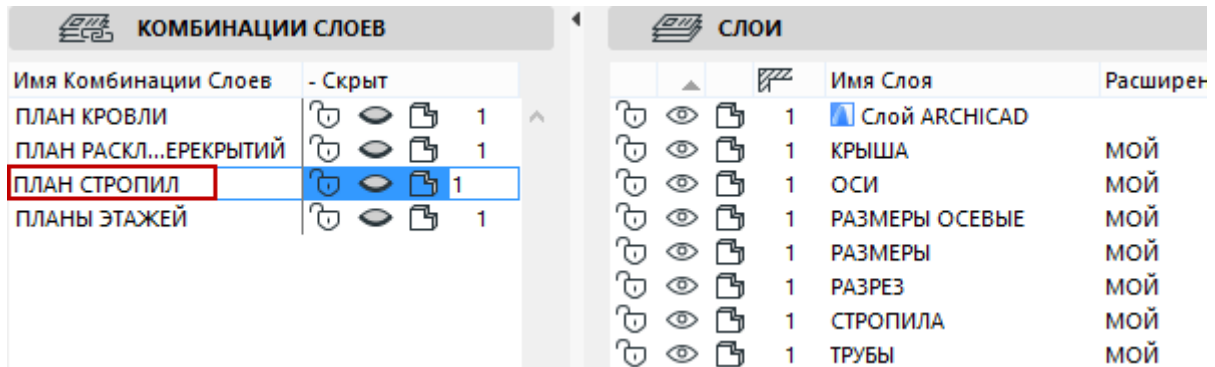 КОМБИНАЦИИ СЛОЕВ
Имя Комбинации Слоев - Скрыт
ПЛАН КРОВЛИ 1
ПЛАН РАСКЛ...ЕРЕКРЫТИЙ 1
ПЛАН СТРОПИЛ 1
ПЛАНЫ ЭТАЖЕЙ 1
СЛОИ
Имя Слоя Расширен
1 Слой ARCHICAD
1 КРЫША МОЙ
1 ОСИ МОЙ
1 РАЗМЕРЫ ОСЕВЫЕ МОЙ
1 РАЗМЕРЫ МОЙ
1 РАЗРЕЗ МОЙ
1 СТРОПИЛА МОЙ
1 ТРУБЫ МОЙ